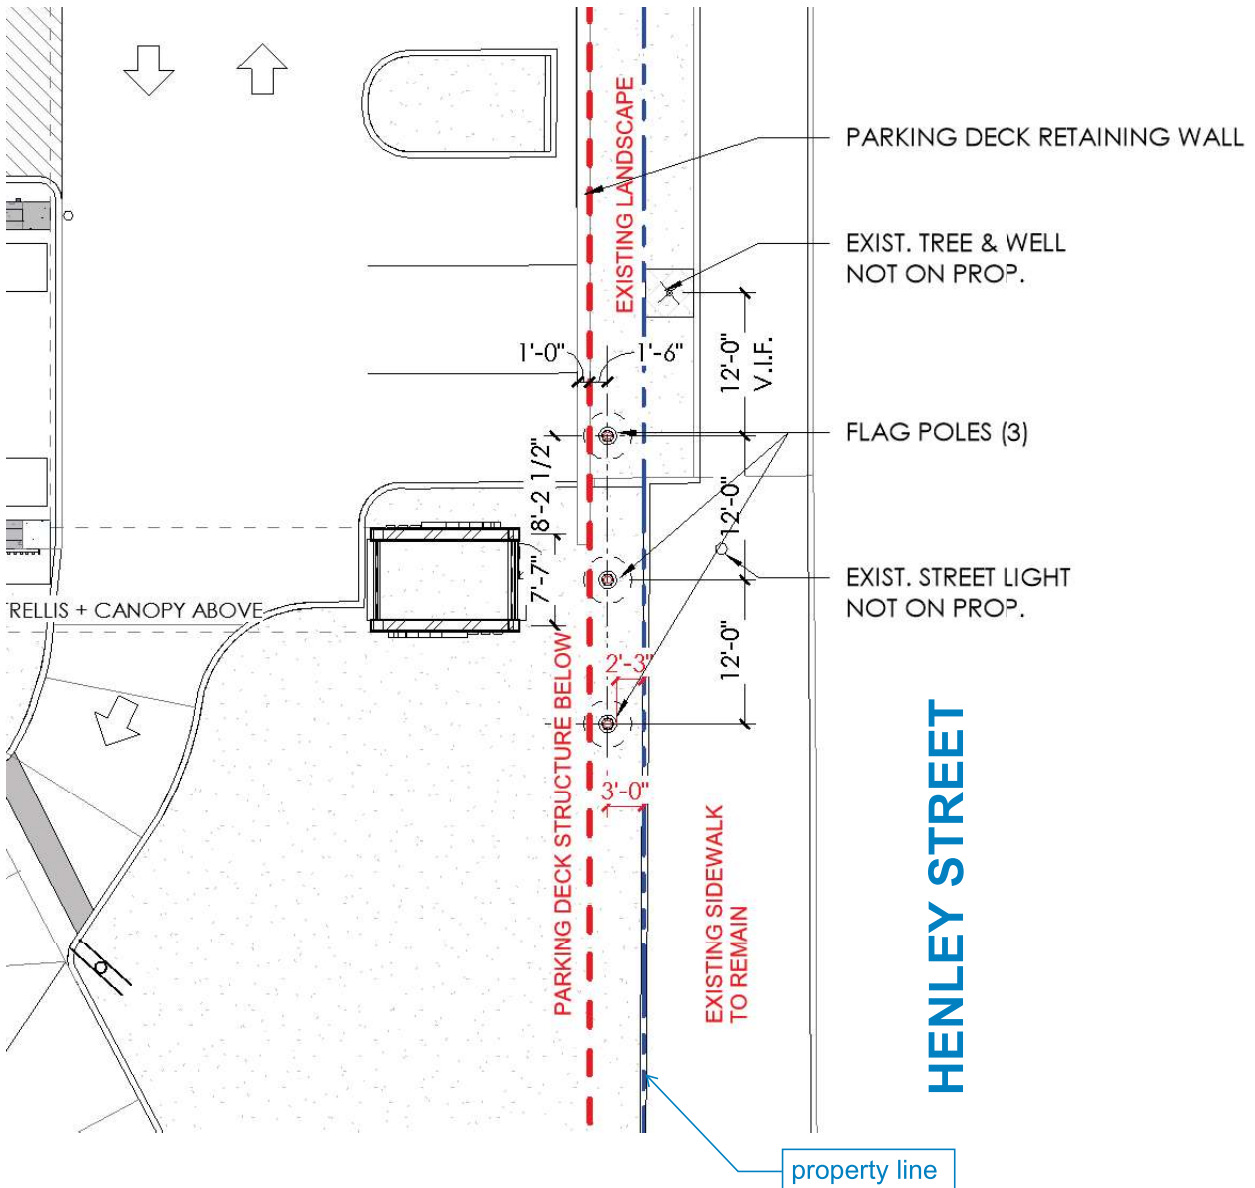 PARKING DECK RETAINING WALL
EXISTING LANDSCAPE
EXIST. TREE & WELL
NOT ON PROP.
1'-0"
1'-6"
12'-0"
V.I.F.
FLAG POLES (3)
8'-2 1/2"
12'-0"
7'-7"
EXIST. STREET LIGHT
NOT ON PROP.
RELLIS + CANOPY ABOVE
12'-0"
2'-3"
PARKING DECK STRUCTURE BELOW
3'-0"
EXISTING SIDEWALK
TO REMAIN
HENLEY STREET
property line